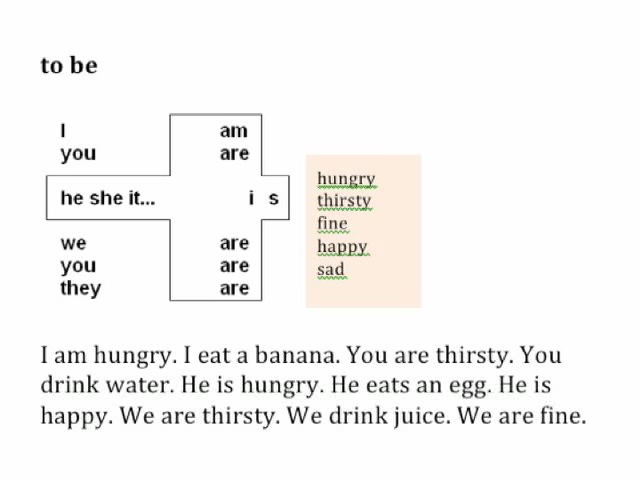 to be
I am
you are
he she it... i s
we are
you are
they are
hungry
thirsty
fine
happy
sad
I am hungry. I eat a banana. You are thirsty. You
drink water. He is hungry. He eats an egg. He is
happy. We are thirsty. We drink juice. We are fine.